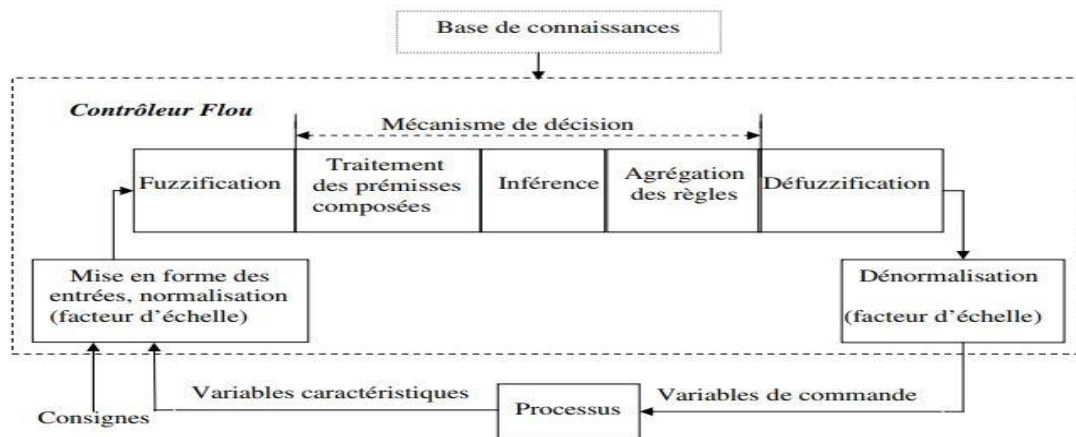 Base de connaissances
Contrôleur Flou
Mécanisme de décision
Fuzzification
Traitement
des prémisses
composées
Inférence
Agrégation
des règles
Défuzzification
Mise en forme des
entrées, normalisation
(facteur d'échelle)
Dénormalisation
(facteur d'échelle)
Variables caractéristiques
Processus
Variables de commande
Consignes